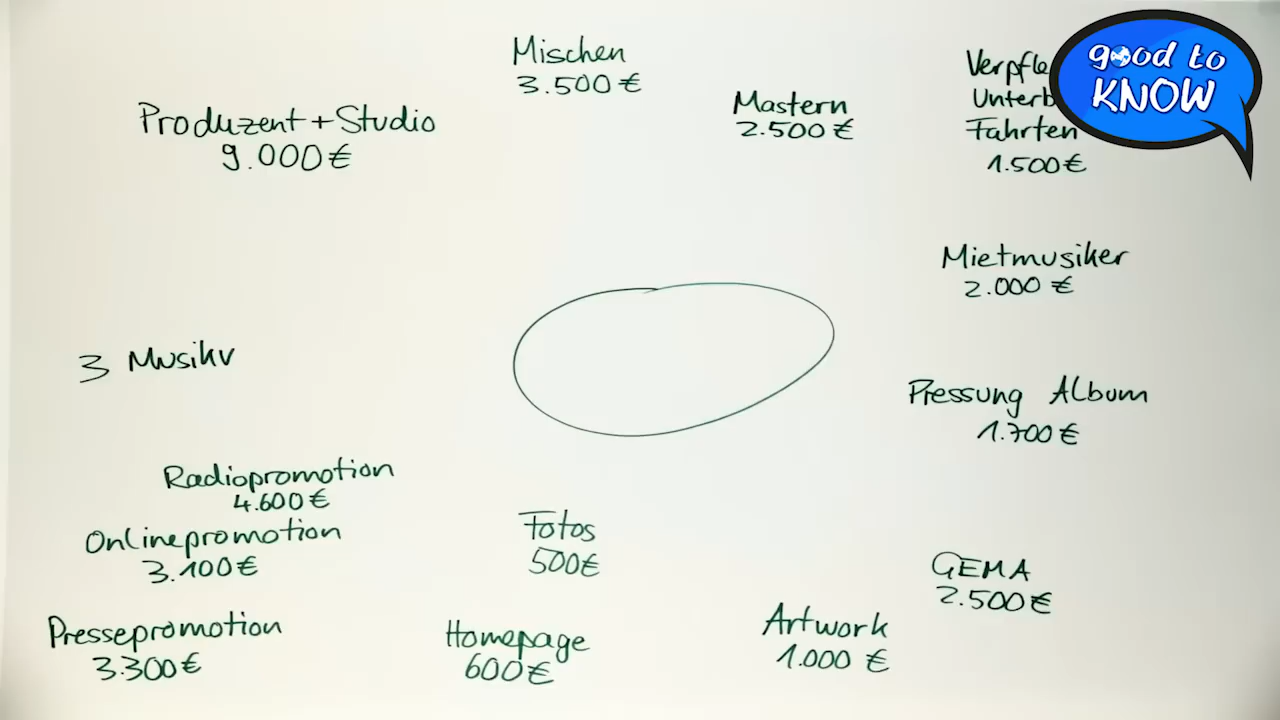 Mischen
3.500€
good to
KNOW
Verpfle
Unterb
Fahrten
1.500€
Mastern
2.500€
Produzent+Studio
9.000€
Mietmusiker
2.000€
3 Musikv
Pressung Album
1.700€
Radiopromotion
4.600€
Onlinepromotion
3.100€
Fotos
500€
GEMA
2.500€
Pressepromotion
3.300€
Homepage
600€
Artwork
1.000€